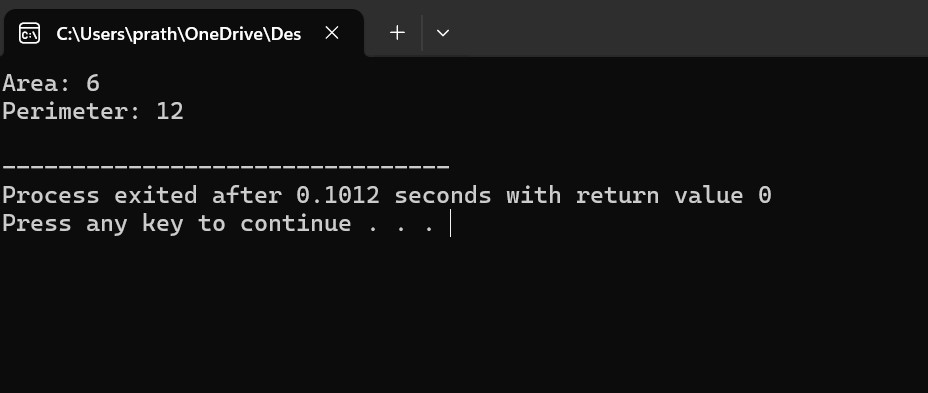 C:\Users\prath\OneDrive\Des
Area: 6
Perimeter: 12
--------------------------------
Process exited after 0.1012 seconds with return value 0
Press any key to continue . . .